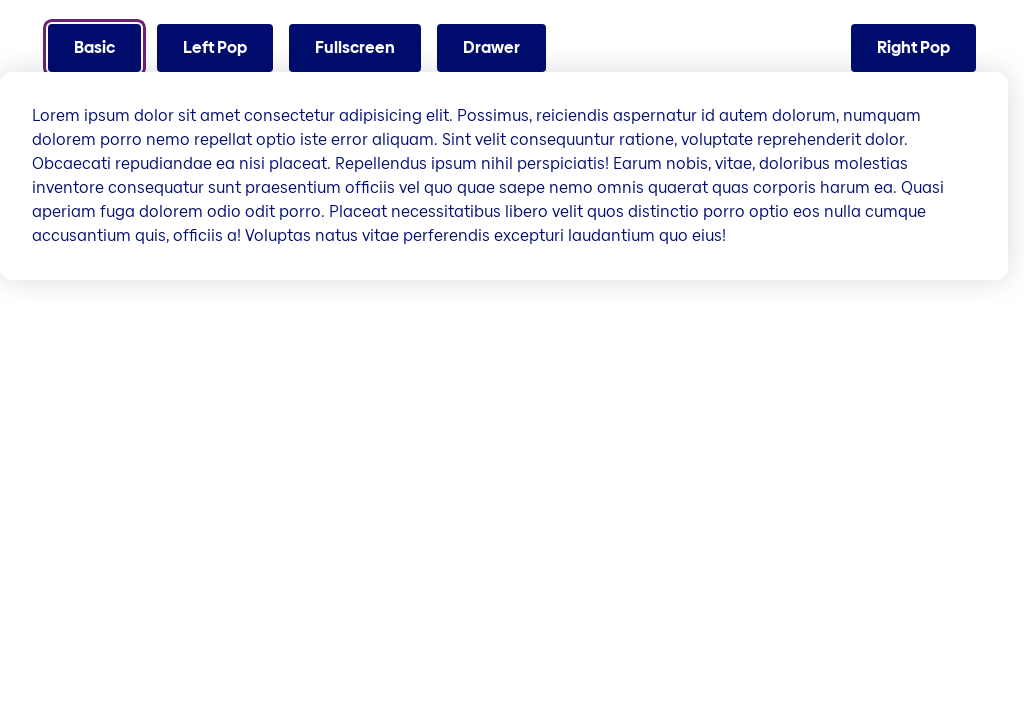 Basic Left Pop Fullscreen Drawer Right Pop
Lorem ipsum dolor sit amet consectetur adipisicing elit. Possimus, reiciendis aspernatur id autem dolorum, numquam
dolorem porro nemo repellat optio iste error aliquam. Sint velit consequuntur ratione, voluptate reprehenderit dolor.
Obcaecati repudiandae ea nisi placeat. Repellendus ipsum nihil perspiciatis! Earum nobis, vitae, doloribus molestias
inventore consequatur sunt praesentium officiis vel quo quae saepe nemo omnis quaerat quas corporis harum ea. Quasi
aperiam fuga dolorem odio odit porro. Placeat necessitatibus libero velit quos distinctio porro optio eos nulla cumque
accusantium quis, officiis a! Voluptas natus vitae perferendis excepturi laudantium quo eius!